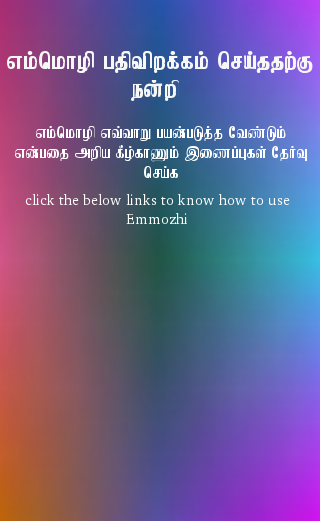 எம்மொழி பதிவிறக்கம் செய்ததற்கு
நன்றி
எம்மொழி எவ்வாறு பயன்படுத்த வேண்டும்
என்பதை அறிய கீழ்காணும் இணைப்புகள் தேர்வு
செய்க
click the below links to know how to use
Emmozhi